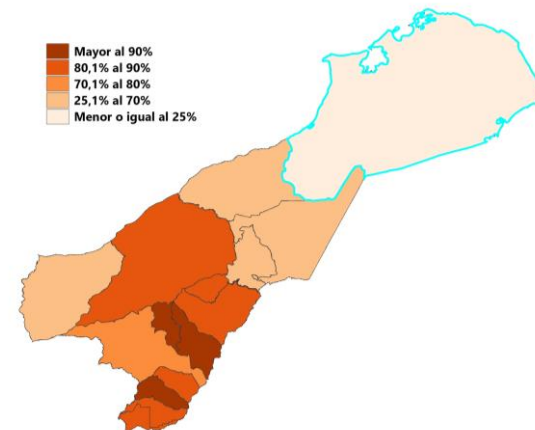 Mayor al 90%
80,1% al 90%
70,1% al 80%
25,1% al 70%
Menor o igual al 25%